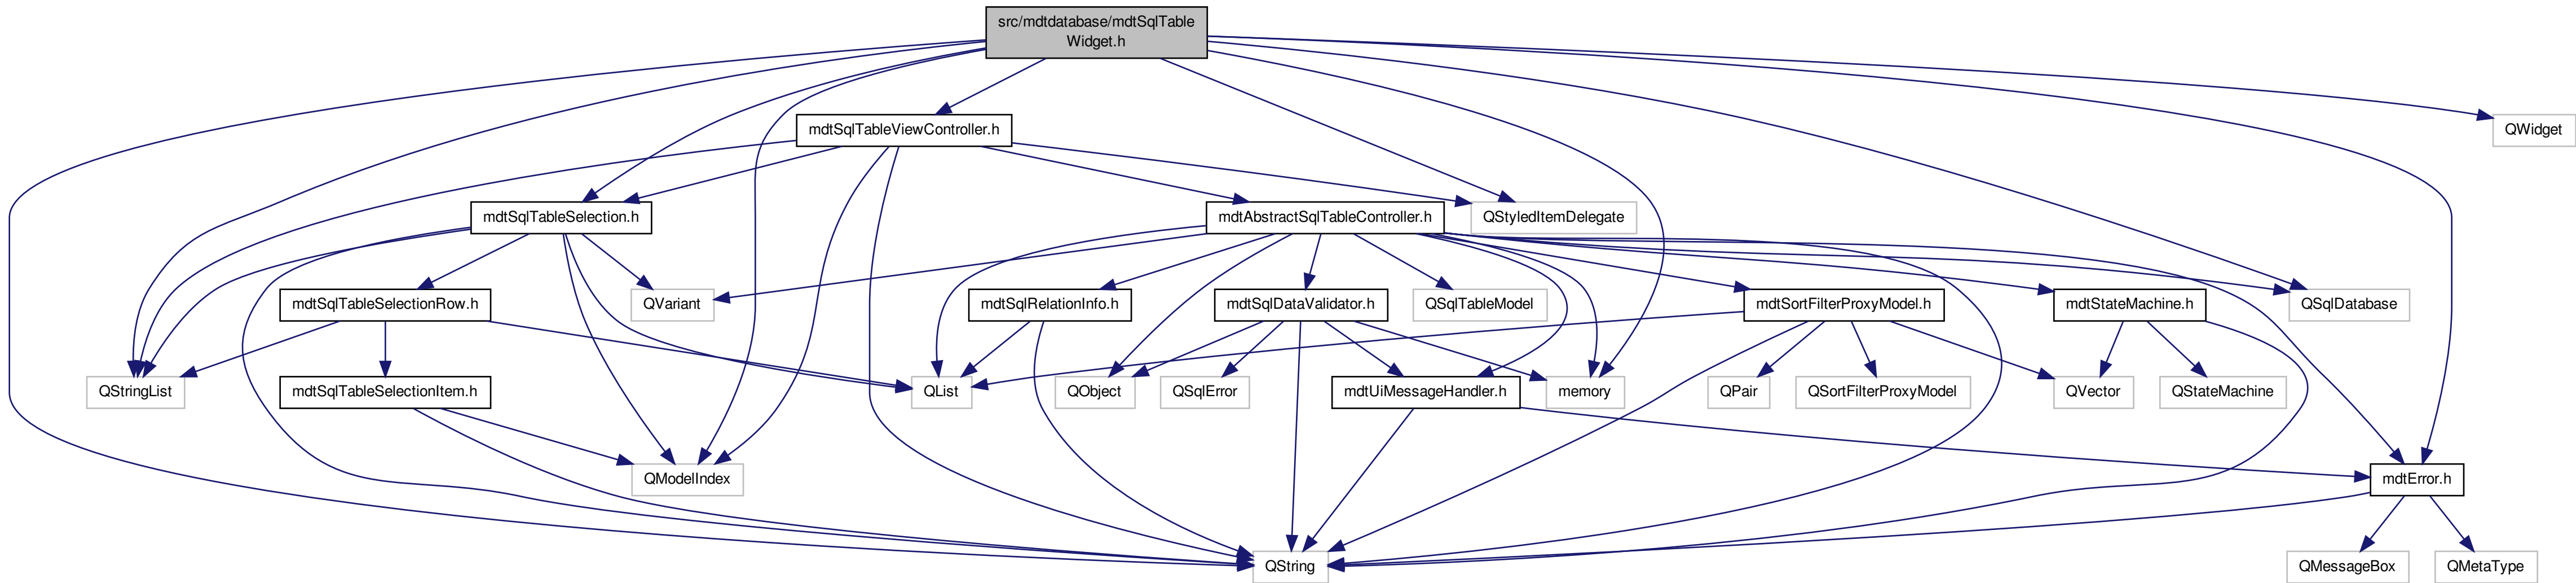 src/mdtdatabase/mdtSqlTable
Widget.h
mdtSqlTableViewController.h
QWidget
mdtSqlTableSelection.h
mdtAbstractSqlTableController.h
QStyledItemDelegate
mdtSqlTableSelectionRow.h
QVariant
mdtSqlRelationInfo.h
mdtSqlDataValidator.h
QSqlTableModel
mdtSortFilterProxyModel.h
mdtStateMachine.h
QSqlDatabase
QStringList
mdtSqlTableSelectionItem.h
QList
QObject
QSqlError
mdtUiMessageHandler.h
memory
QPair
QSortFilterProxyModel
QVector
QStateMachine
QModelIndex
mdtError.h
QString
QMessageBox
QMetaType